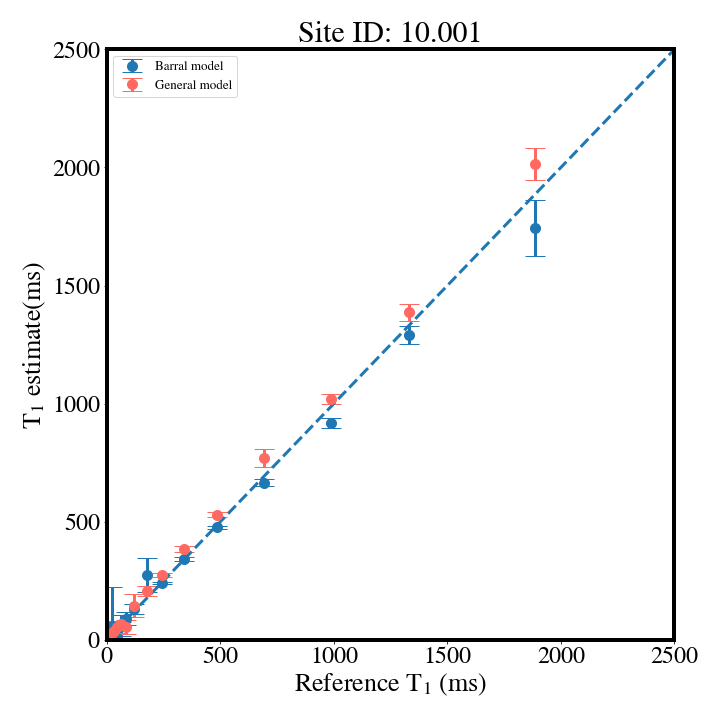 Site ID: 10.001
Barral model
General model
2500
2000
1500
1000
500
0
T₁ estimate(ms)
0 500 1000 1500 2000 2500
Reference T₁ (ms)